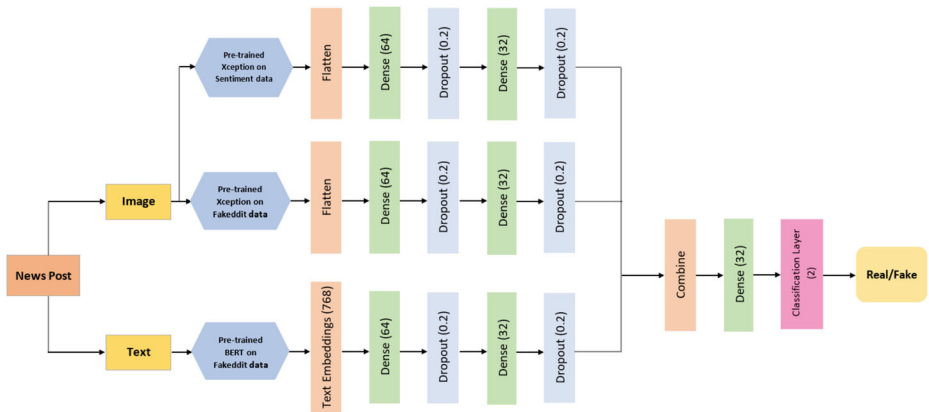 Pre-trained
Xception on
Sentiment data
Flatten
Dense (64)
Dropout (0.2)
Dense (32)
Dropout (0.2)
Image
Pre-trained
Xception on
Fakeddit data
Flatten
Dense (64)
Dropout (0.2)
Dense (32)
Dropout (0.2)
News Post
Text
Pre-trained
BERT on
Fakeddit data
Text Embeddings (768)
Dense (64)
Dropout (0.2)
Dense (32)
Dropout (0.2)
Combine
Dense (32)
Classification Layer
(2)
Real/Fake